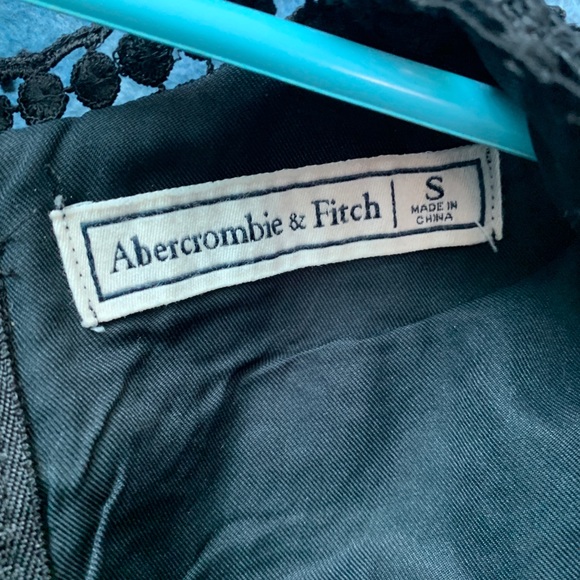 Abercrombie & Fitch
S
MADE IN
CHINA